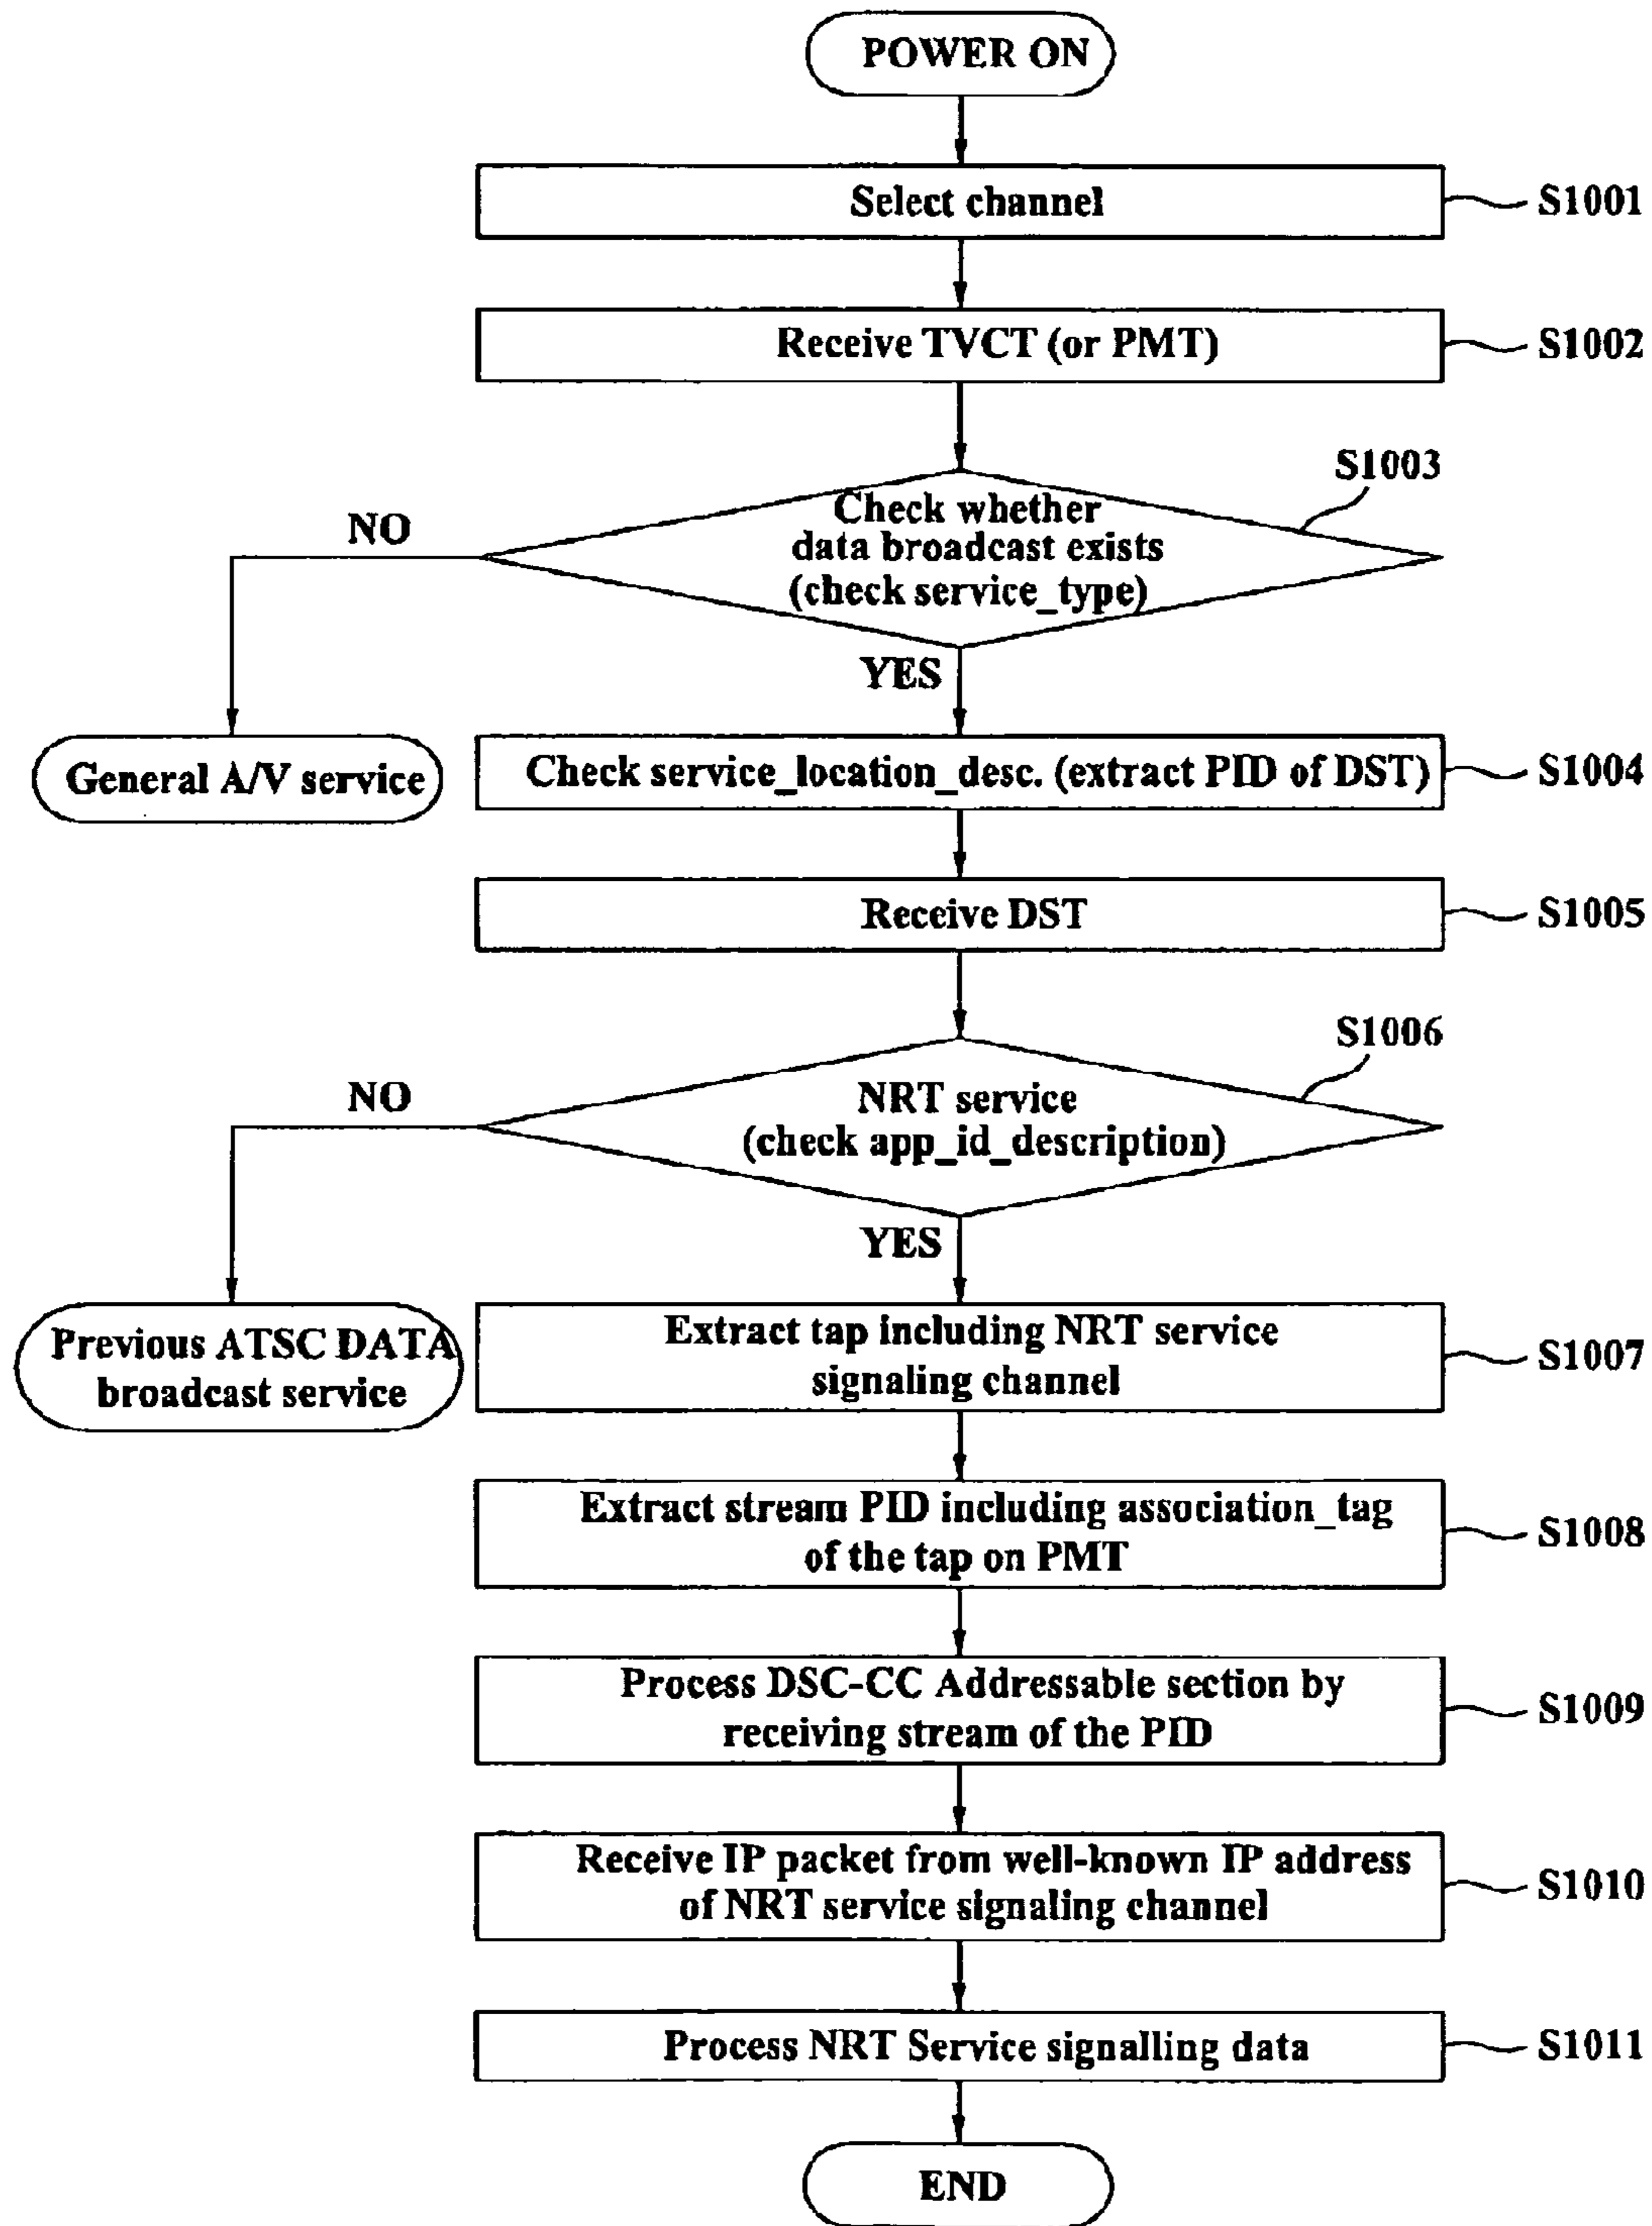 POWER ON
Select channel
S1001
Receive TVCT (or PMT)
S1002
S1003
Check whether
data broadcast exists
(check service_type)
NO
YES
General A/V service
Check service_location_desc. (extract PID of DST)
S1004
Receive DST
S1005
S1006
NRT service
(check app_id_description)
NO
YES
Previous ATSC DATA
broadcast service
Extract tap including NRT service
signaling channel
S1007
Extract stream PID including association_tag
of the tap on PMT
S1008
Process DSC-CC Addressable section by
receiving stream of the PID
S1009
Receive IP packet from well-known IP address
of NRT service signaling channel
S1010
Process NRT Service signalling data
S1011
END